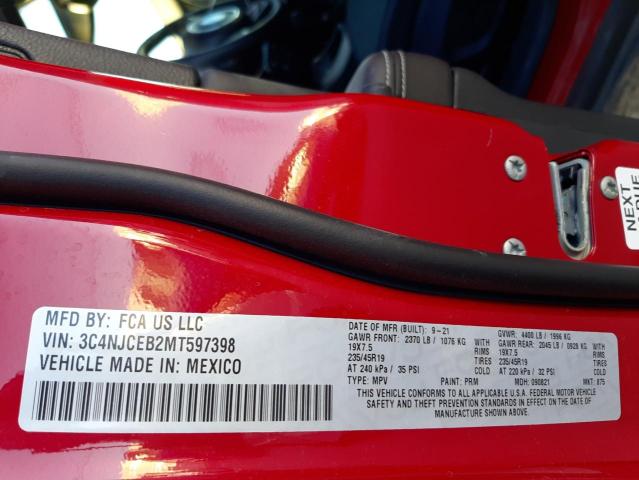 NEXT
DUE
MFD BY: FCA US LLC
VIN: 3C4NJCEB2MT597398
VEHICLE MADE IN: MEXICO
DATE OF MFR (BUILT): 9-21
GAWR FRONT: 2370 LB / 1076 KG
19X7.5 RIMS
235/45R19 TIRES
AT 240 kPa / 35 PSI COLD
TYPE: MPV PAINT: PRM
GVWR: 4400 LB / 1996 KG
GAWR REAR: 2045 LB / 0928 KG
19X7.5 RIMS
235/45R19 TIRES
AT 220 kPa / 32 PSI COLD
MDH: 090821 MKT: 875
THIS VEHICLE CONFORMS TO ALL APPLICABLE U.S.A. FEDERAL MOTOR VEHICLE
SAFETY AND THEFT PREVENTION STANDARDS IN EFFECT ON THE DATE OF
MANUFACTURE SHOWN ABOVE.